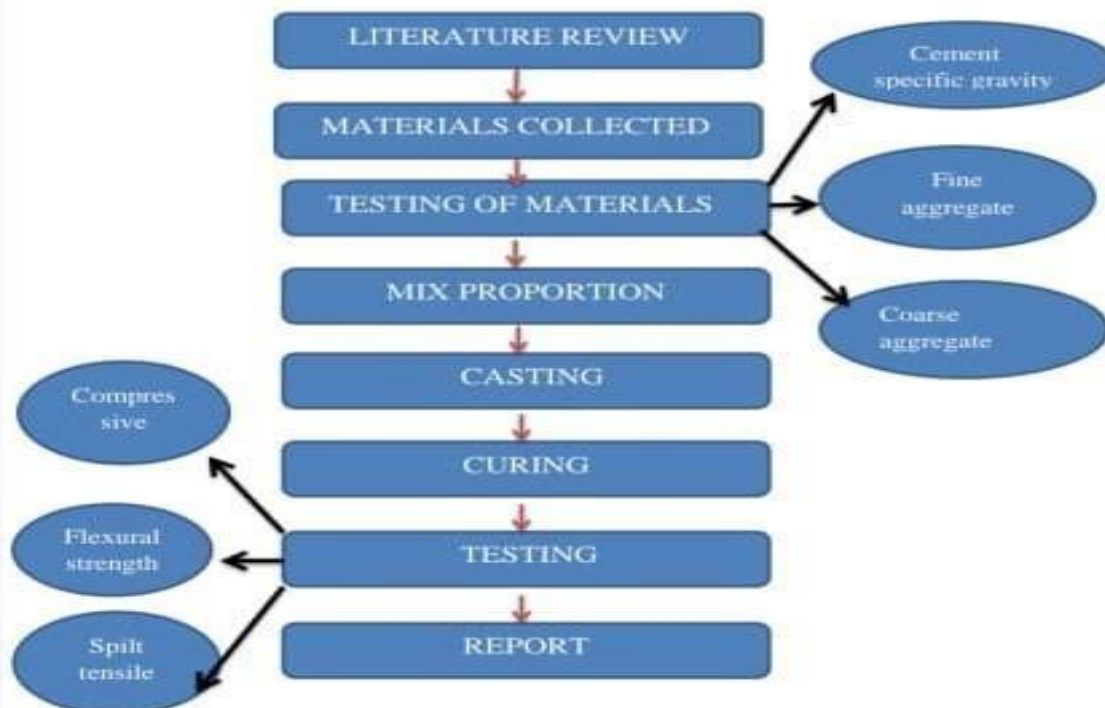 LITERATURE REVIEW
Cement
specific gravity
MATERIALS COLLECTED
TESTING OF MATERIALS
Fine
aggregate
MIX PROPORTION
Coarse
aggregate
CASTING
Compres
sive
CURING
Flexural
strength
TESTING
Spilt
tensile
REPORT